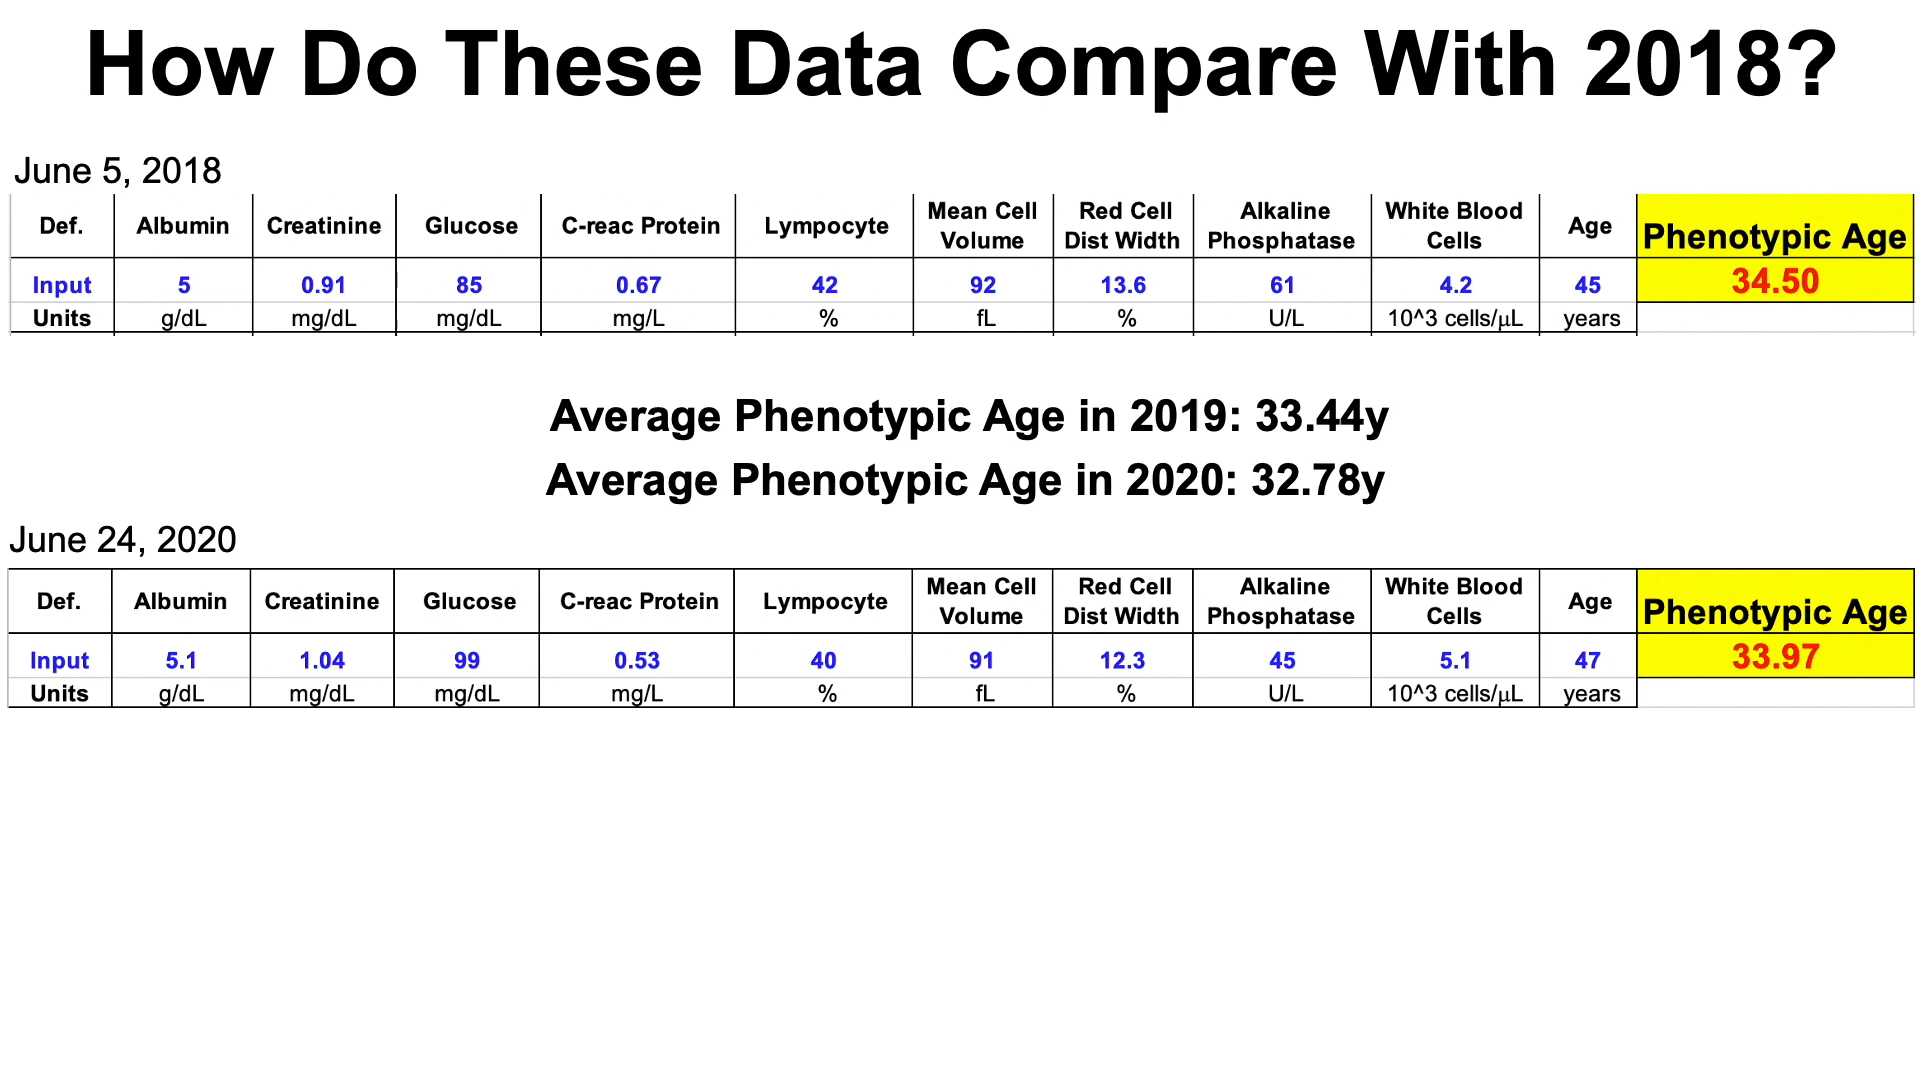 How Do These Data Compare With 2018?
June 5, 2018
Def. Albumin Creatinine Glucose C-reac Protein Lympocyte Mean Cell Volume Red Cell Dist Width Alkaline Phosphatase White Blood Cells Age Phenotypic Age
Input 5 0.91 85 0.67 42 92 13.6 61 4.2 45 34.50
Units g/dL mg/dL mg/dL mg/L % fL % U/L 10^3 cells/μL years
Average Phenotypic Age in 2019: 33.44y
Average Phenotypic Age in 2020: 32.78y
June 24, 2020
Def. Albumin Creatinine Glucose C-reac Protein Lympocyte Mean Cell Volume Red Cell Dist Width Alkaline Phosphatase White Blood Cells Age Phenotypic Age
Input 5.1 1.04 99 0.53 40 91 12.3 45 5.1 47 33.97
Units g/dL mg/dL mg/dL mg/L % fL % U/L 10^3 cells/μL years